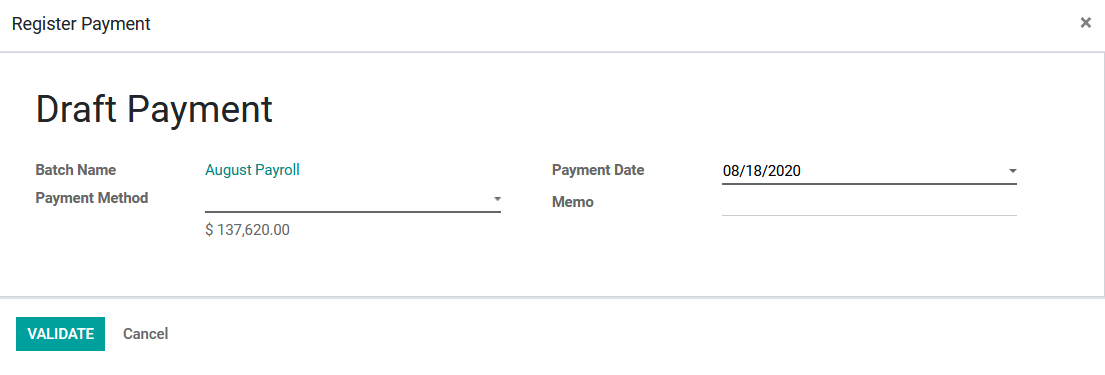 Register Payment ×
Draft Payment
Batch Name August Payroll Payment Date 08/18/2020
Payment Method Memo
$ 137,620.00
VALIDATE Cancel